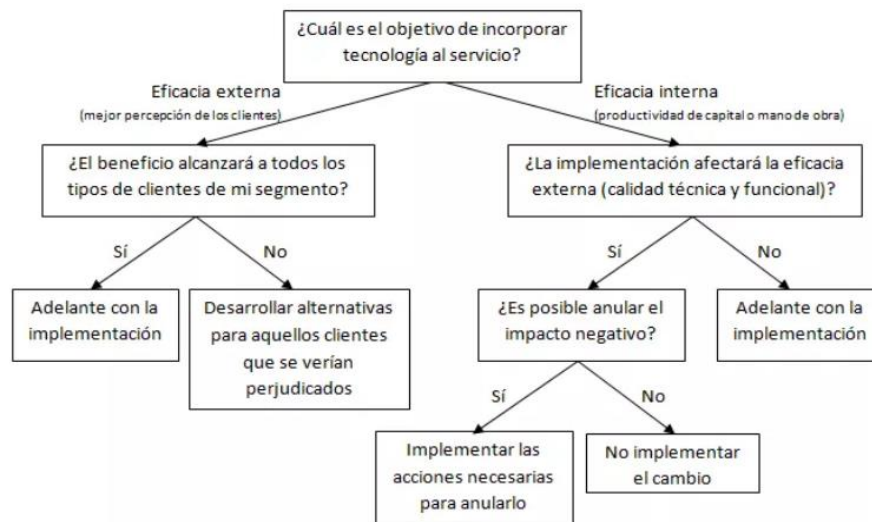 ¿Cuál es el objetivo de incorporar
tecnología al servicio?
Eficacia externa
(mejor percepción de los clientes)
Eficacia interna
(productividad de capital o mano de obra)
¿El beneficio alcanzará a todos los
tipos de clientes de mi segmento?
¿La implementación afectará la eficacia
externa (calidad técnica y funcional)?
Sí
No
Sí
No
Adelante con la
implementación
Desarrollar alternativas
para aquellos clientes
que se verían
perjudicados
¿Es posible anular el
impacto negativo?
Adelante con la
implementación
Sí
No
Implementar las
acciones necesarias
para anularlo
No implementar
el cambio